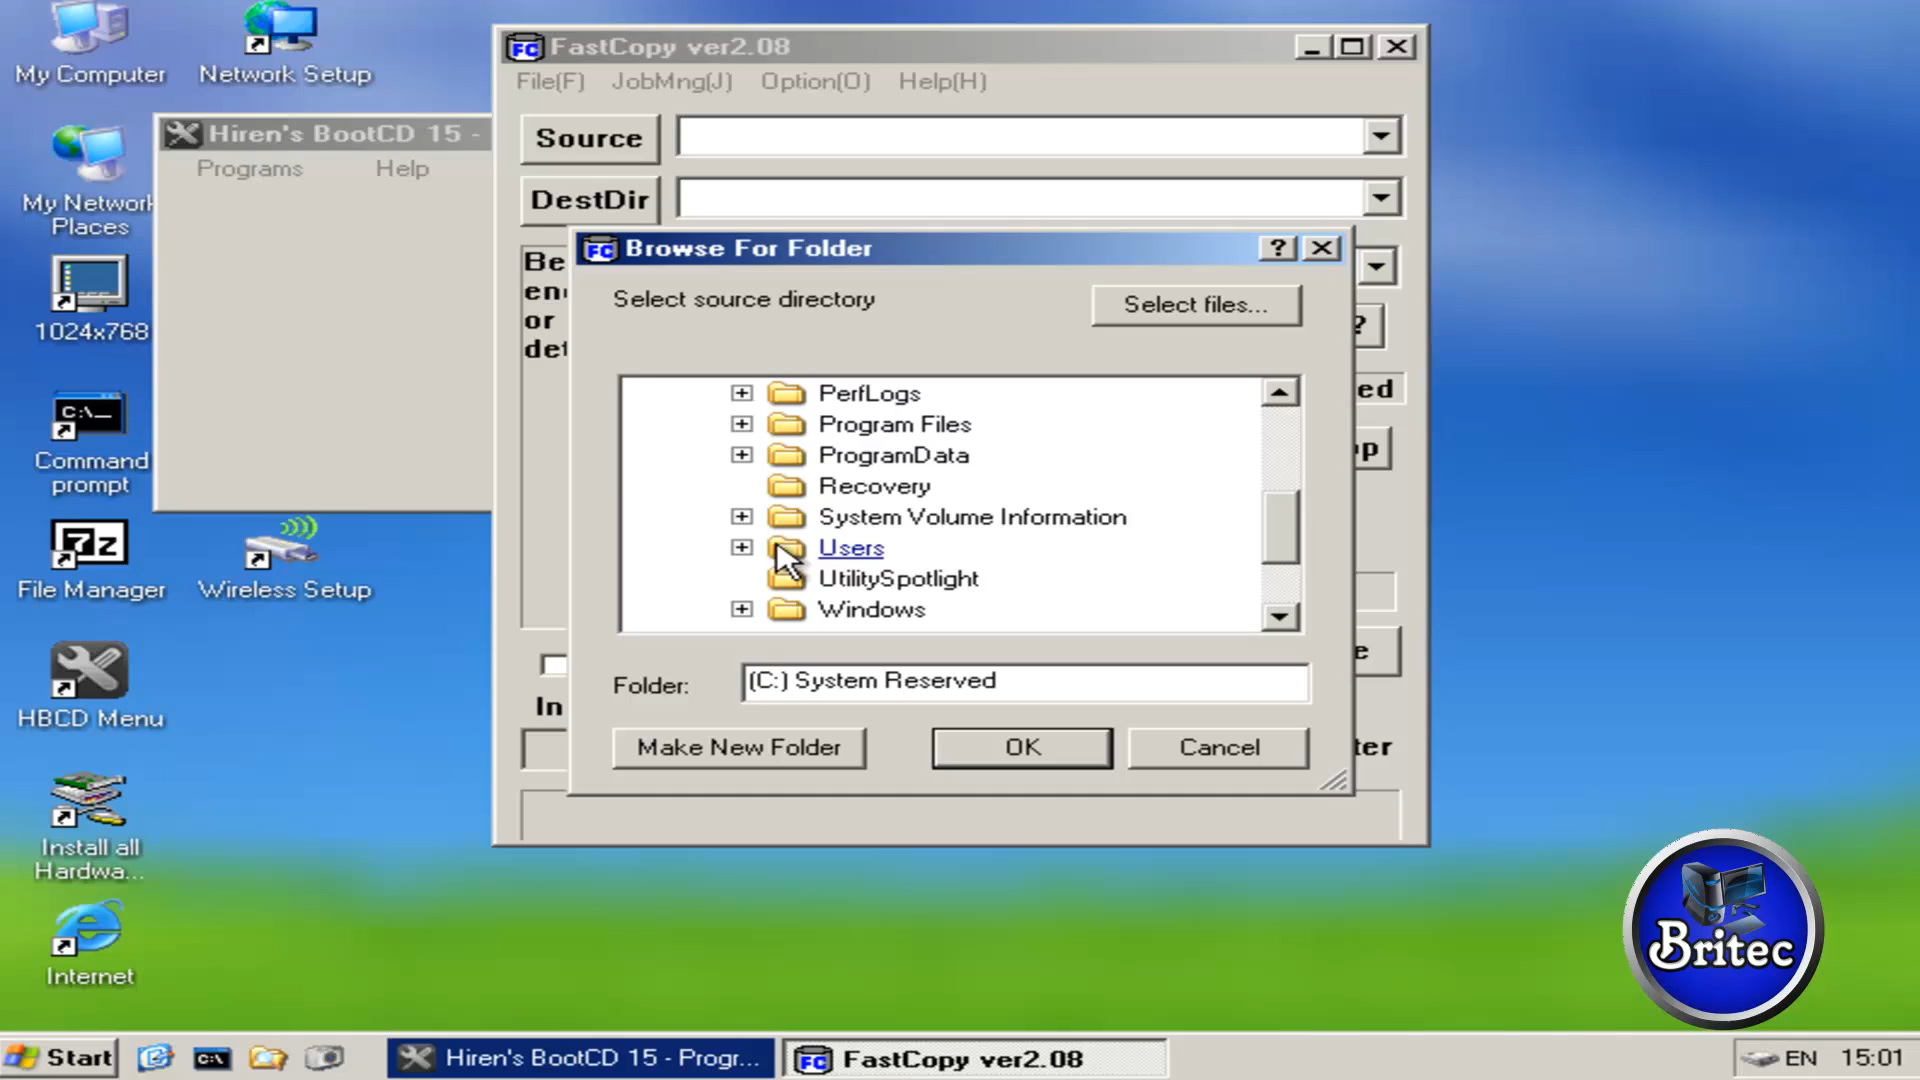 My Computer
Network Setup
My Network
Places
1024x768
Command
prompt
File Manager
Wireless Setup
HBCD Menu
Install all
Hardwa...
Internet
Hiren's BootCD 15 -
Programs Help
FastCopy ver2.08
File(F) JobMng(J) Option(O) Help(H)
Source
DestDir
Be
en
or
det
?
ed
p
e
In
ter
Browse For Folder
Select source directory
Select files...
PerfLogs
Program Files
ProgramData
Recovery
System Volume Information
Users
UtilitySpotlight
Windows
Folder: (C:) System Reserved
Make New Folder OK Cancel
Britec
Start
Hiren's BootCD 15 - Progr...
FastCopy ver2.08
EN 15:01